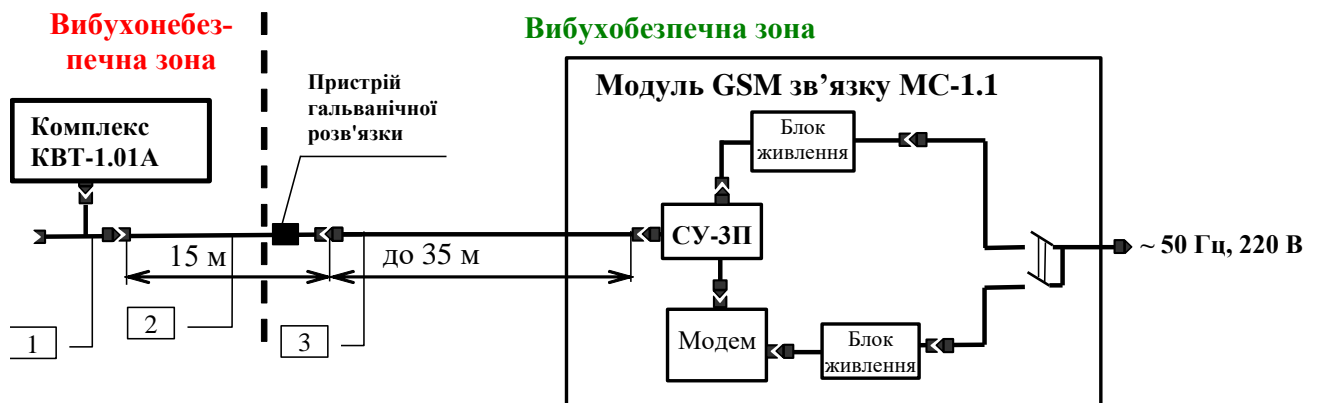 Вибухонебез-
печна зона
Вибухобезпечна зона
Пристрій
гальванічної
розв'язки
Модуль GSM зв’язку МС-1.1
Комплекс
КВТ-1.01А
Блок
живлення
СУ-3П
15 м
до 35 м
~ 50 Гц, 220 В
1
2
3
Модем
Блок
живлення